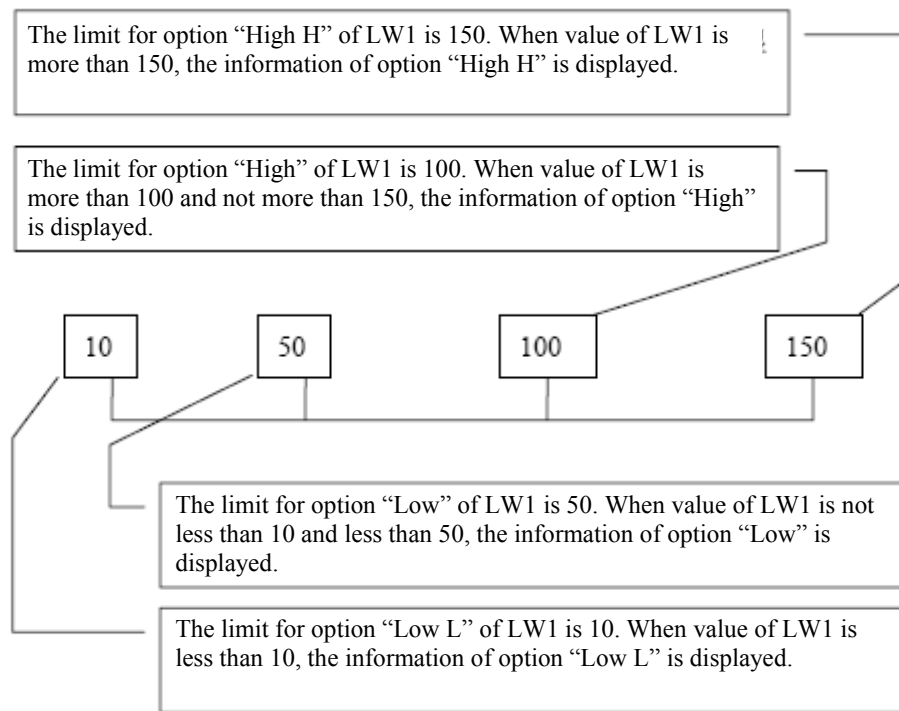 The limit for option “High H” of LW1 is 150. When value of LW1 is
more than 150, the information of option “High H” is displayed.
The limit for option “High” of LW1 is 100. When value of LW1 is
more than 100 and not more than 150, the information of option “High”
is displayed.
10 50 100 150
The limit for option “Low” of LW1 is 50. When value of LW1 is not
less than 10 and less than 50, the information of option “Low” is
displayed.
The limit for option “Low L” of LW1 is 10. When value of LW1 is
less than 10, the information of option “Low L” is displayed.